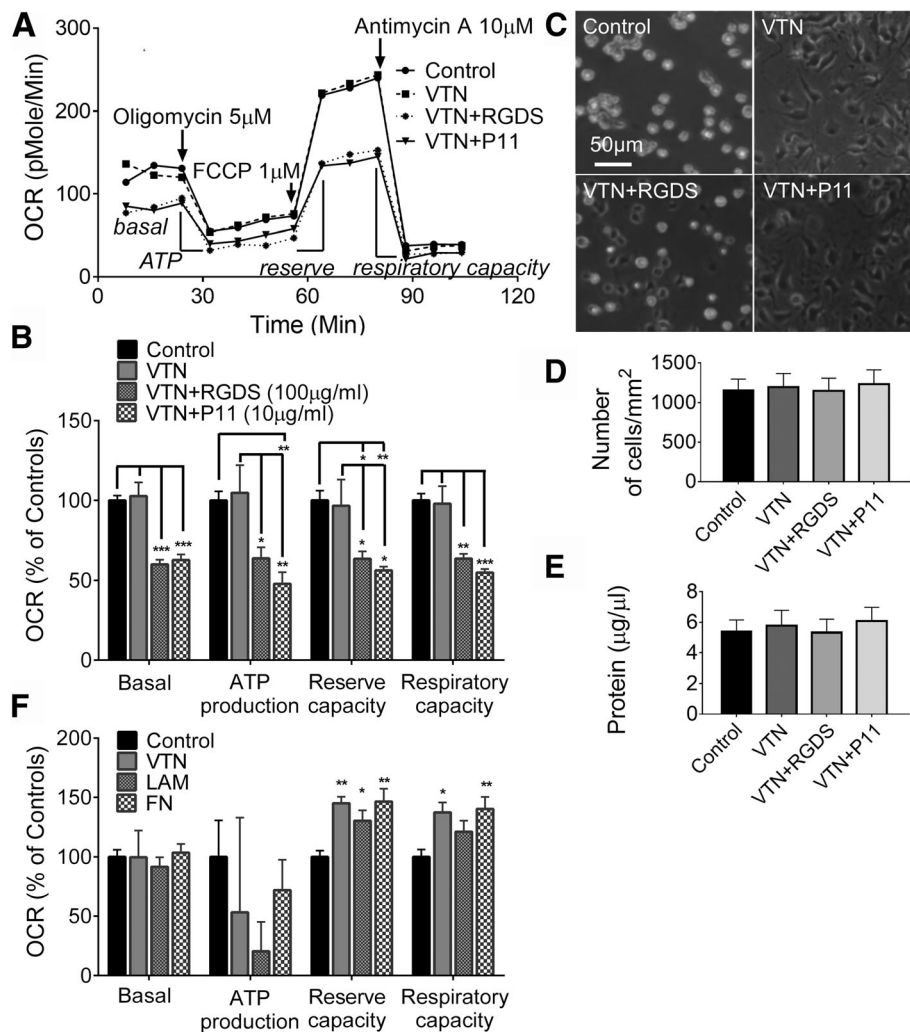 A
OCR (pMole/Min)
300
200
100
0
0
30
60
90
120
Time (Min)
Oligomycin 5μM
FCCP 1μM
Antimycin A 10μM
Control
VTN
VTN+RGDS
VTN+P11
basal
ATP
reserve
respiratory capacity
B
Control
VTN
VTN+RGDS (100μg/ml)
VTN+P11 (10μg/ml)
OCR (% of Controls)
150
100
50
0
***
***
**
*
**
*
**
*
*
**
***
Basal
ATP
production
Reserve
capacity
Respiratory
capacity
C
Control
VTN
50μm
VTN+RGDS
VTN+P11
D
Number
of cells/mm²
1500
1000
500
0
Control
VTN
VTN+RGDS
VTN+P11
E
Protein (μg/μl)
8
6
4
2
0
Control
VTN
VTN+RGDS
VTN+P11
F
Control
VTN
LAM
FN
OCR (% of Controls)
200
150
100
50
0
**
*
**
*
**
Basal
ATP
production
Reserve
capacity
Respiratory
capacity